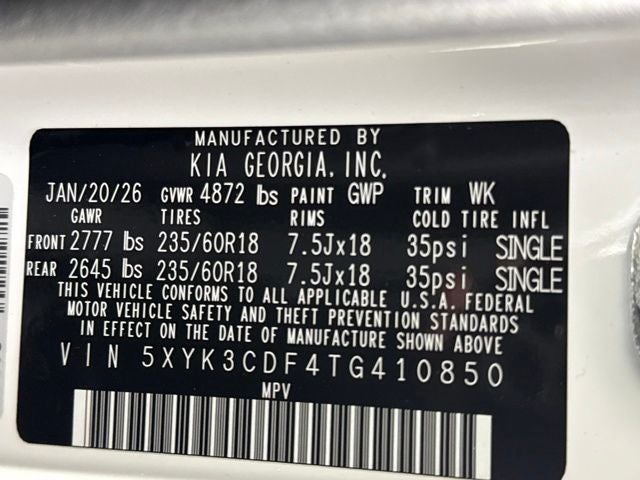 MANUFACTURED BY
KIA GEORGIA, INC.
JAN/20/26 GVWR 4872 lbs PAINT GWP TRIM WK
GAWR TIRES RIMS COLD TIRE INFL
FRONT 2777 lbs 235/60R18 7.5Jx18 35psi SINGLE
REAR 2645 lbs 235/60R18 7.5Jx18 35psi SINGLE
THIS VEHICLE CONFORMS TO ALL APPLICABLE U.S.A. FEDERAL
MOTOR VEHICLE SAFETY AND THEFT PREVENTION STANDARDS
IN EFFECT ON THE DATE OF MANUFACTURE SHOWN ABOVE.
VIN 5XYK3CDF4TG410850
MPV